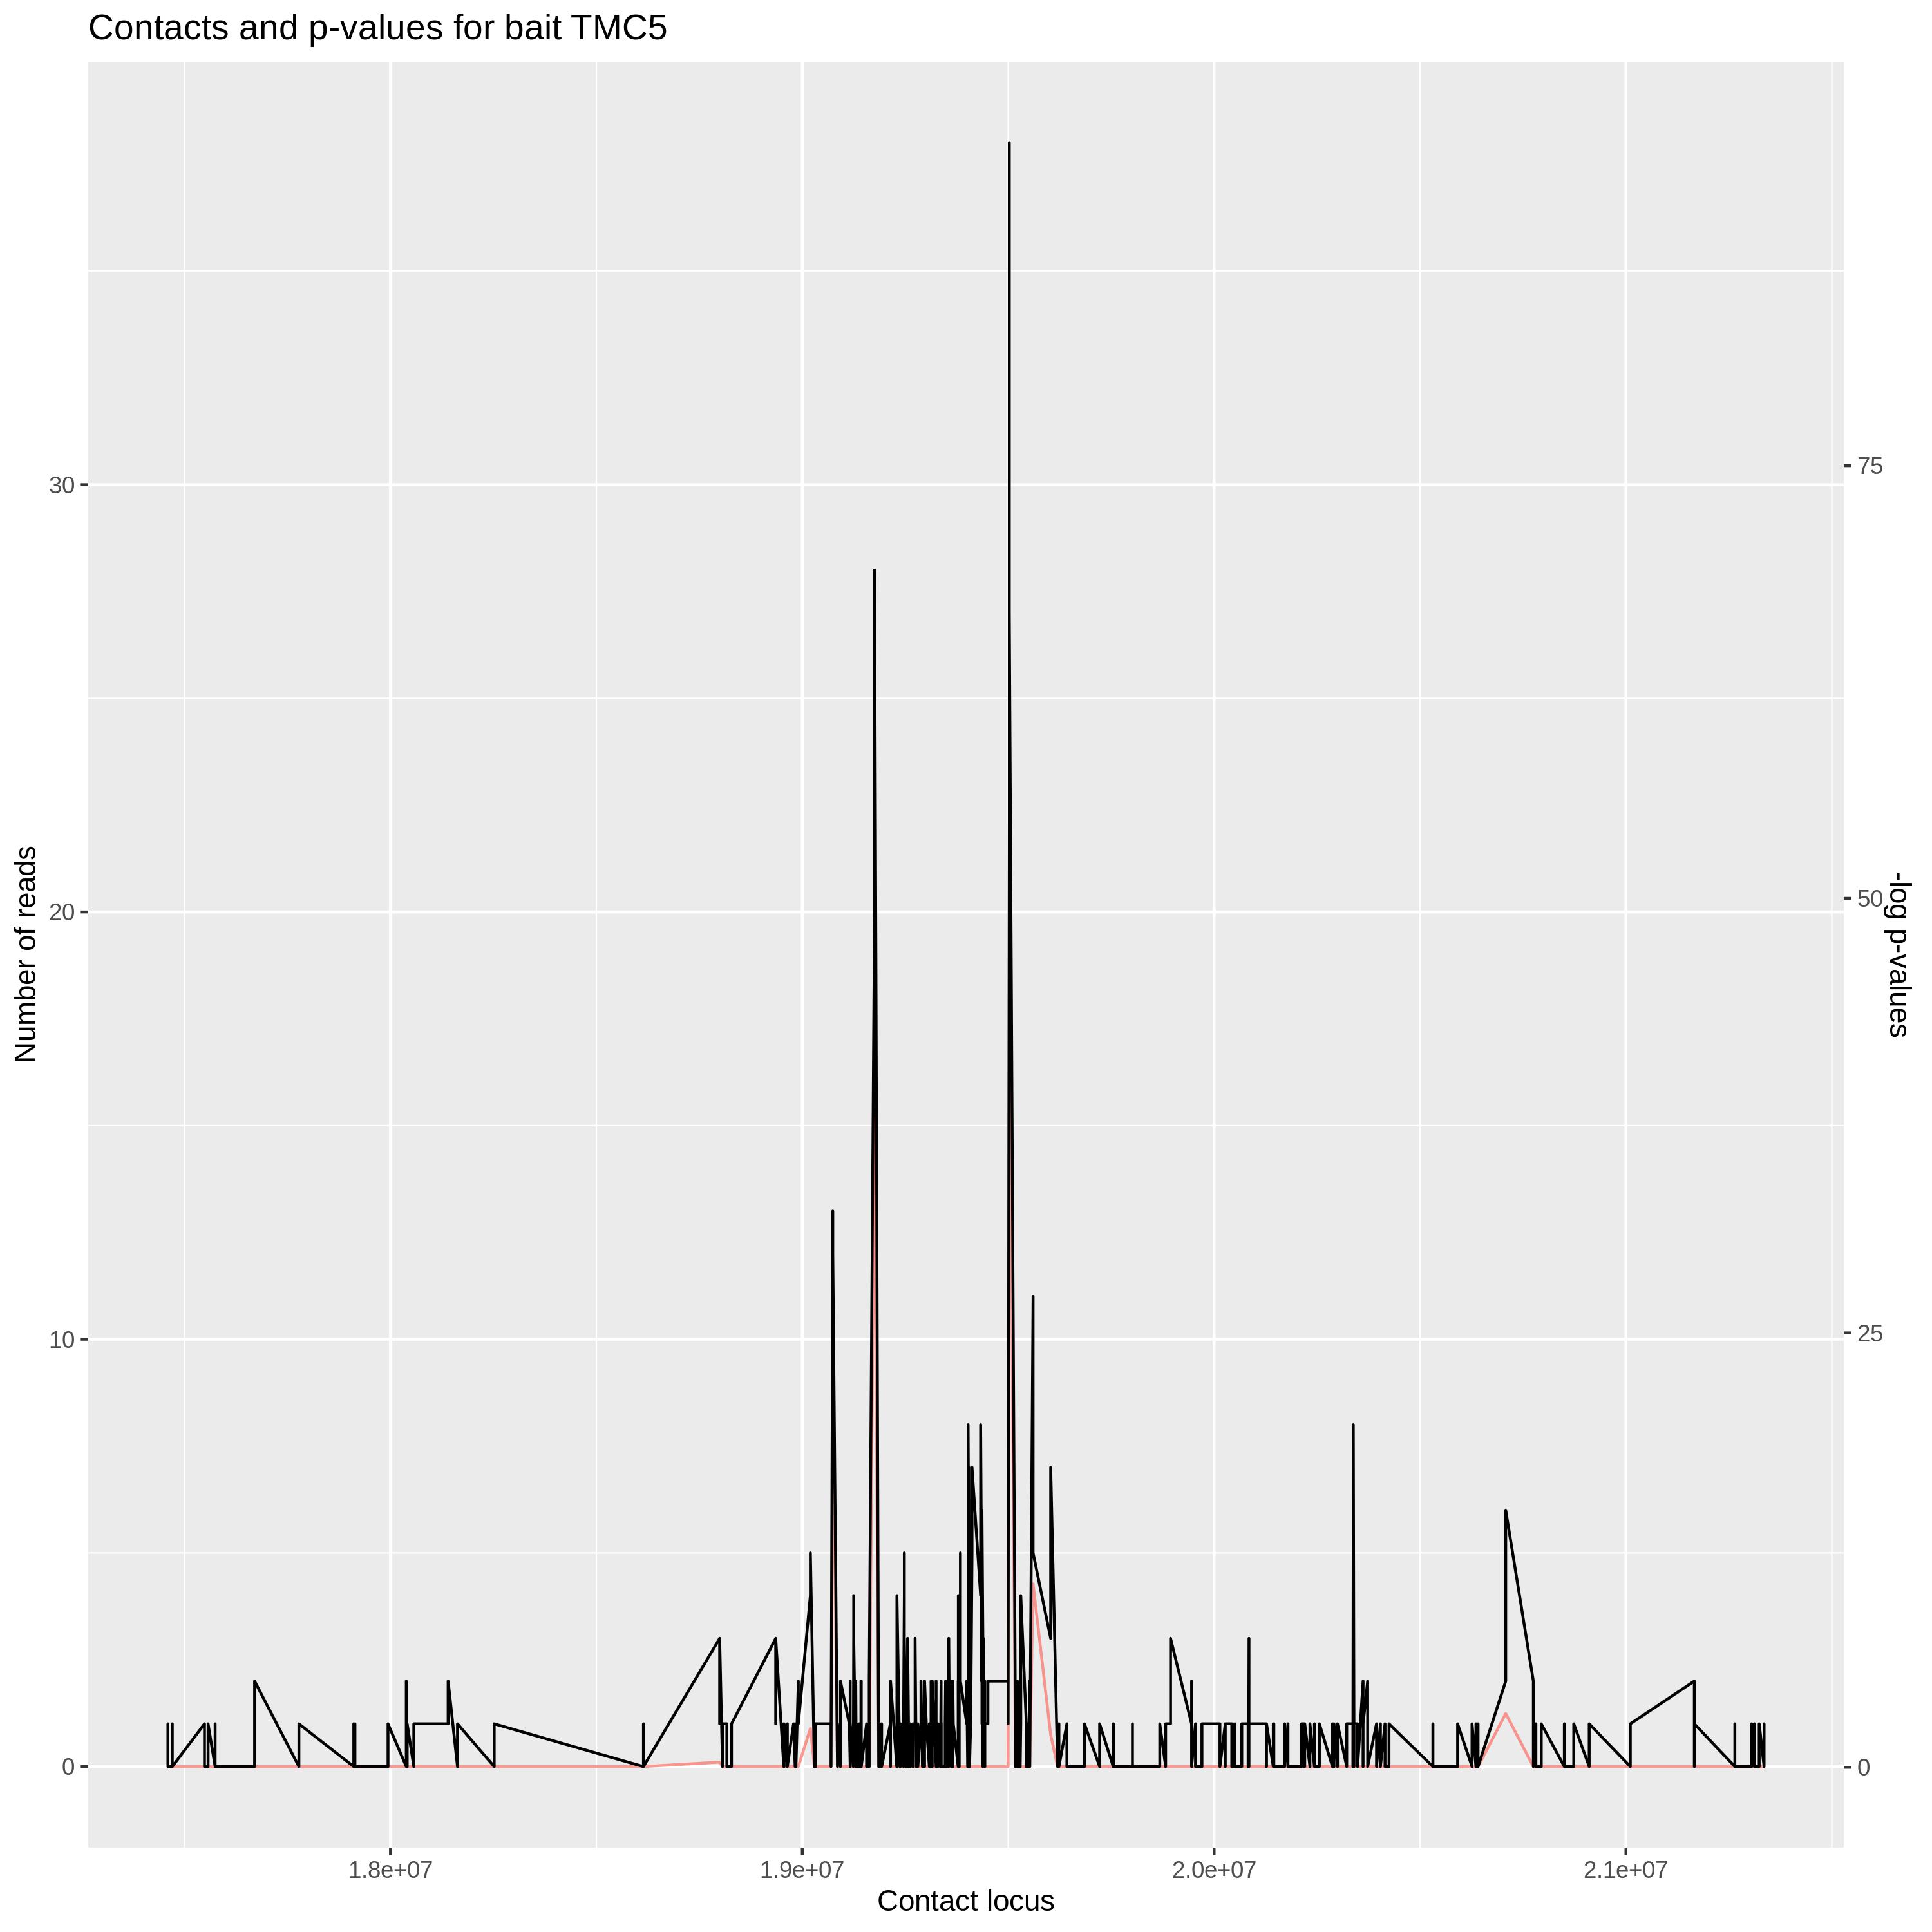 Contacts and p-values for bait TMC5
30
20
10
0
Number of reads
75
50
25
0
-log p-values
1.8e+07
1.9e+07
2.0e+07
2.1e+07
Contact locus